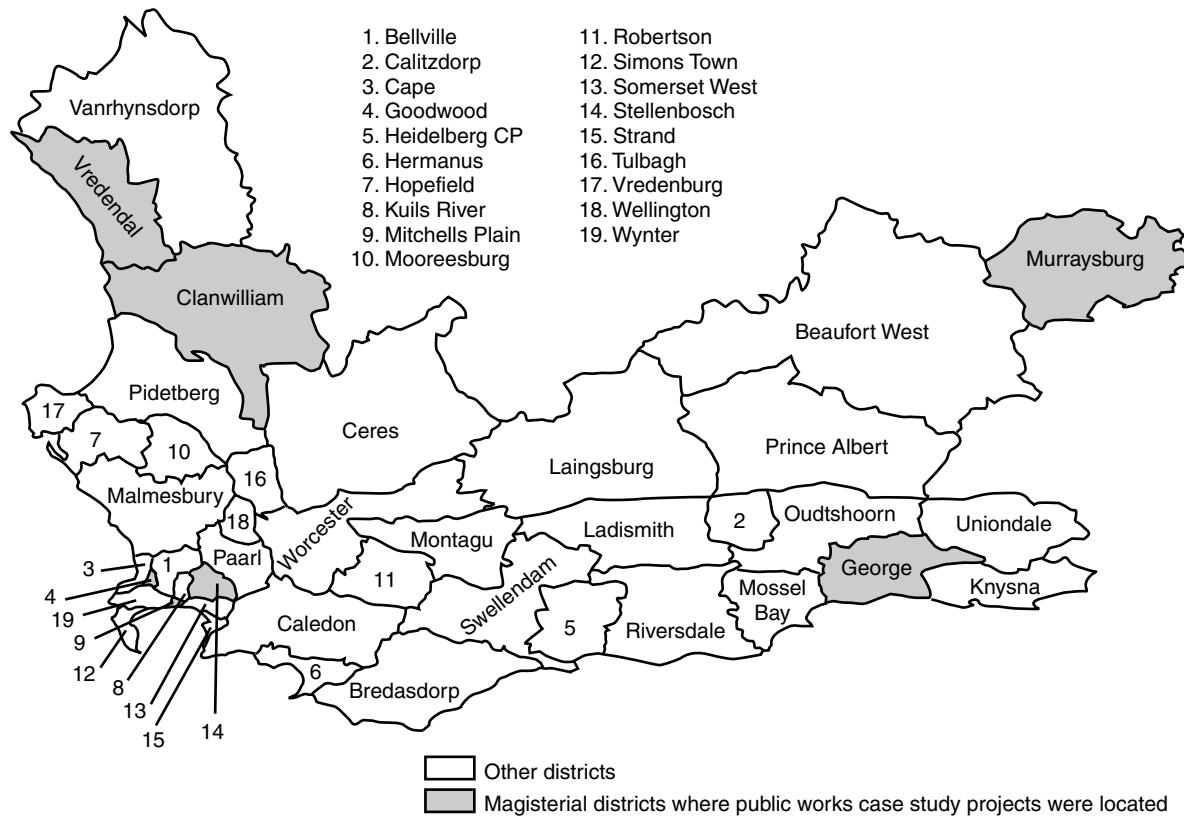 1. Bellville
2. Calitzdorp
3. Cape
4. Goodwood
5. Heidelberg CP
6. Hermanus
7. Hopefield
8. Kuils River
9. Mitchells Plain
10. Mooreesburg
11. Robertson
12. Simons Town
13. Somerset West
14. Stellenbosch
15. Strand
16. Tulbagh
17. Vredenburg
18. Wellington
19. Wynter
Vanrhynsdorp
Vredendal
Clanwilliam
Murraysburg
Beaufort West
Pidetberg
17
7
10
Ceres
Prince Albert
Laingsburg
16
Malmesbury
18
Worcester
Montagu
Ladismith
2
Oudtshoorn
Uniondale
3
1
Paarl
11
George
Knysna
4
19
9
12
8
13
15
14
Caledon
Swellendam
5
Riversdale
Mossel
Bay
6
Bredasdorp
Other districts
Magisterial districts where public works case study projects were located